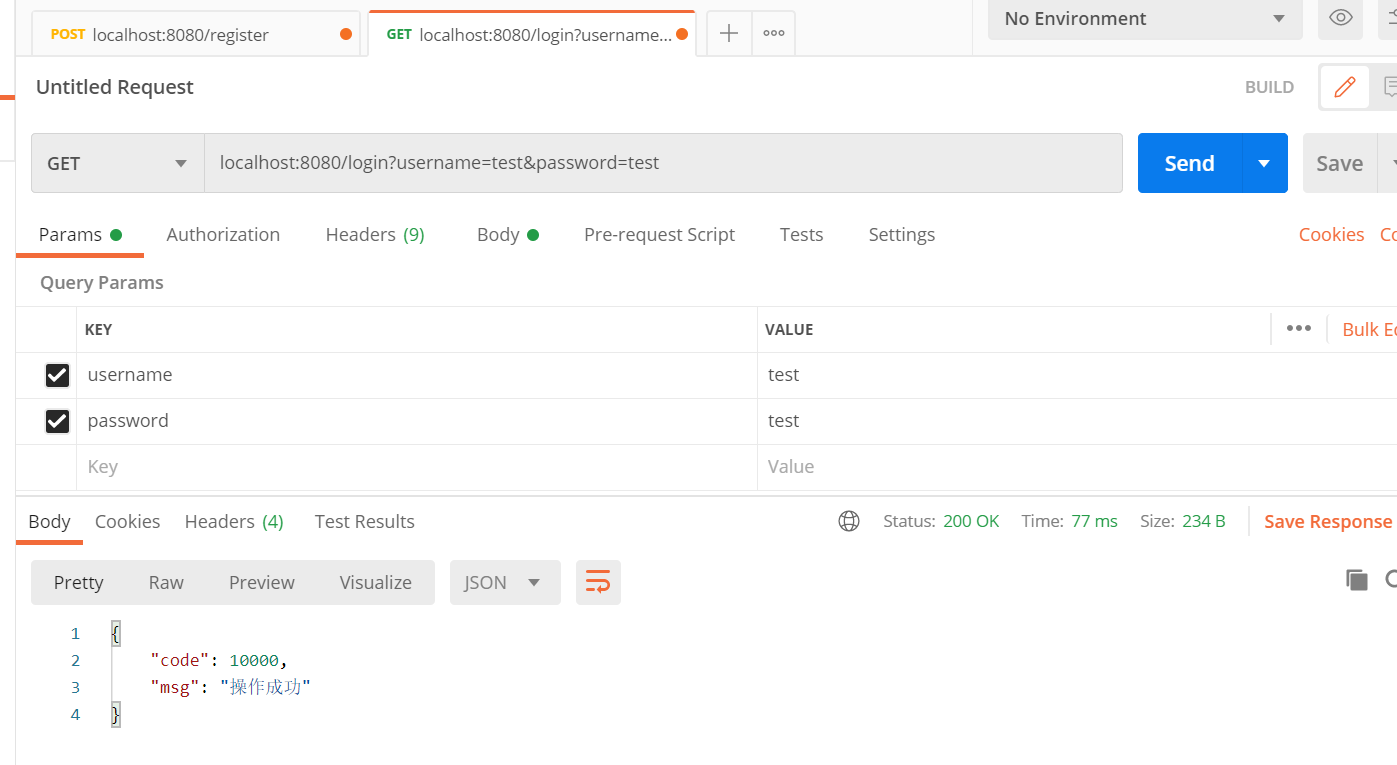 POST localhost:8080/register
GET localhost:8080/login?username...
No Environment
Untitled Request
BUILD
GET
localhost:8080/login?username=test&password=test
Send
Save
Params
Authorization
Headers (9)
Body
Pre-request Script
Tests
Settings
Cookies
Query Params
KEY
VALUE
Bulk
username
test
password
test
Key
Value
Body
Cookies
Headers (4)
Test Results
Status: 200 OK
Time: 77 ms
Size: 234 B
Save Response
Pretty
Raw
Preview
Visualize
JSON
1 {
2 "code": 10000,
3 "msg": "操作成功"
4 }